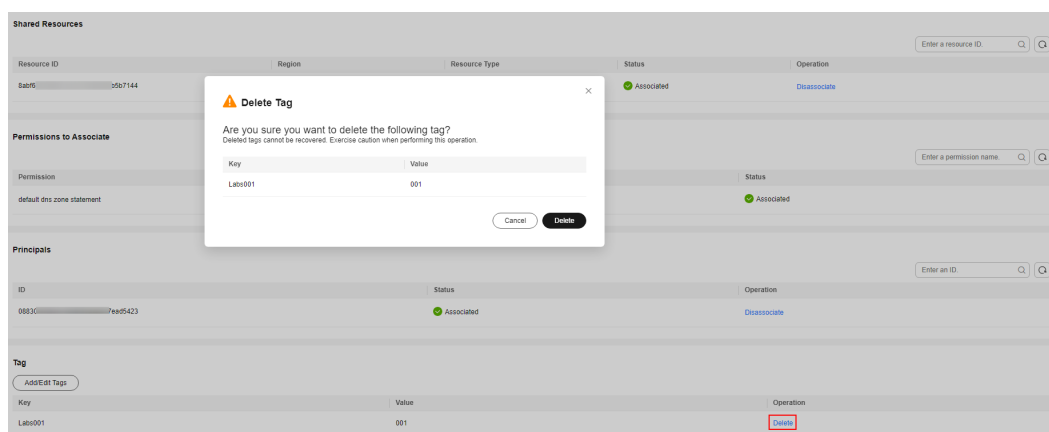 Shared Resources
Enter a resource ID.
Resource ID Region Resource Type Status Operation
8abf6 b5b7144 Associated Disassociate
Delete Tag
Are you sure you want to delete the following tag?
Deleted tags cannot be recovered. Exercise caution when performing this operation.
Key Value
Labs001 001
Cancel Delete
Permissions to Associate
Enter a permission name.
Permission Status
default dns zone statement Associated
Principals
Enter an ID.
ID Status Operation
0883 7ead5423 Associated Disassociate
Tag
Add/Edit Tags
Key Value Operation
Labs001 001 Delete